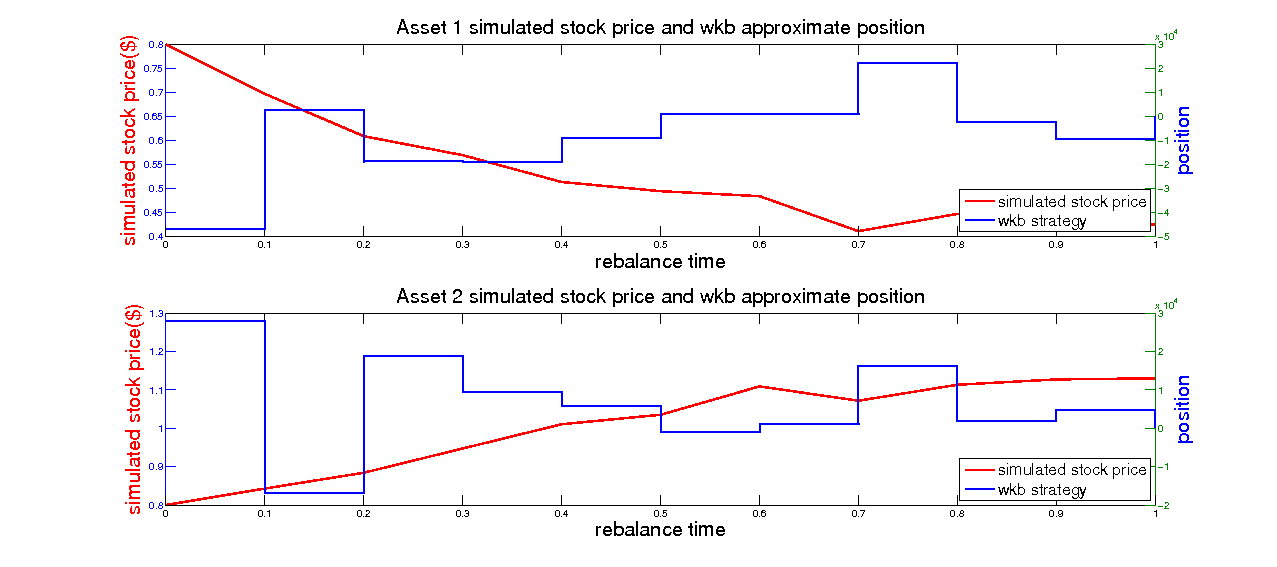 Asset 1 simulated stock price and wkb approximate position
x 10^4
simulated stock price($)
0.8
0.75
0.7
0.65
0.6
0.55
0.5
0.45
0.4
3
2
1
0
-1
-2
-3
-4
-5
position
simulated stock price
wkb strategy
0 0.1 0.2 0.3 0.4 0.5 0.6 0.7 0.8 0.9 1
rebalance time
Asset 2 simulated stock price and wkb approximate position
x 10^4
simulated stock price($)
1.3
1.2
1.1
1
0.9
0.8
3
2
1
0
-1
-2
position
simulated stock price
wkb strategy
0 0.1 0.2 0.3 0.4 0.5 0.6 0.7 0.8 0.9 1
rebalance time